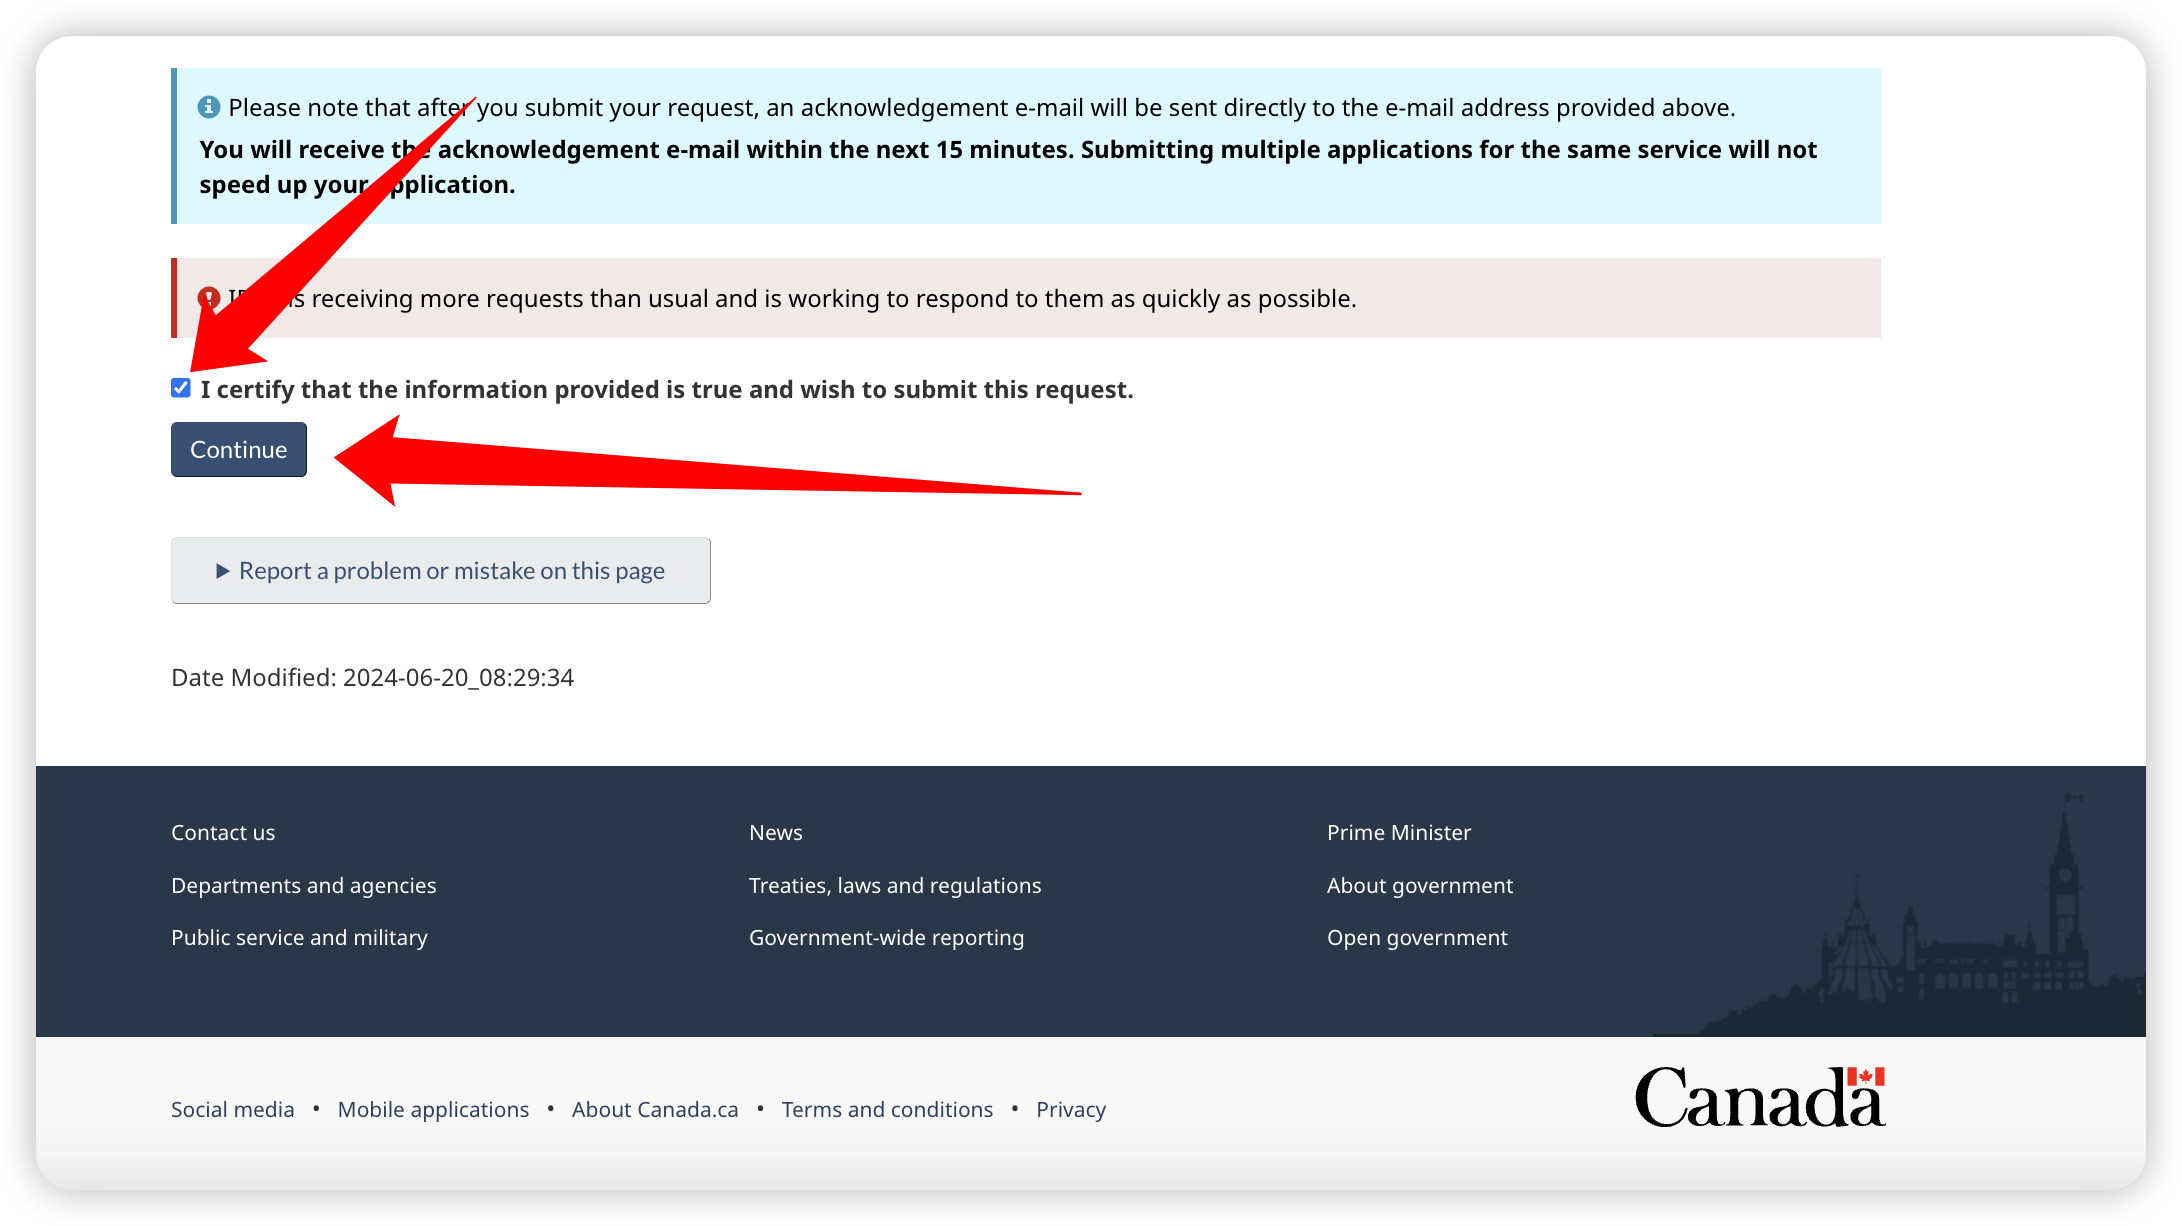 Please note that after you submit your request, an acknowledgement e-mail will be sent directly to the e-mail address provided above.
You will receive the acknowledgement e-mail within the next 15 minutes. Submitting multiple applications for the same service will not
speed up your application.
is receiving more requests than usual and is working to respond to them as quickly as possible.
I certify that the information provided is true and wish to submit this request.
Continue
Report a problem or mistake on this page
Date Modified: 2024-06-20_08:29:34
Contact us
News
Prime Minister
Departments and agencies
Treaties, laws and regulations
About government
Public service and military
Government-wide reporting
Open government
Social media • Mobile applications • About Canada.ca • Terms and conditions • Privacy
Canada